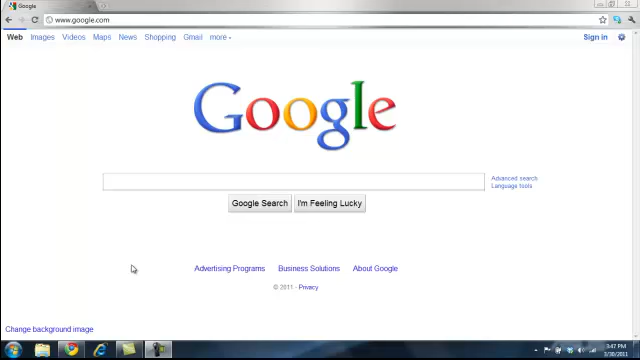 Google
www.google.com
Web Images Videos Maps News Shopping Gmail more Sign in
Google
Advanced search
Language tools
Google Search I'm Feeling Lucky
Advertising Programs Business Solutions About Google
© 2011 - Privacy
Change background image
3:47 PM
3/30/2011